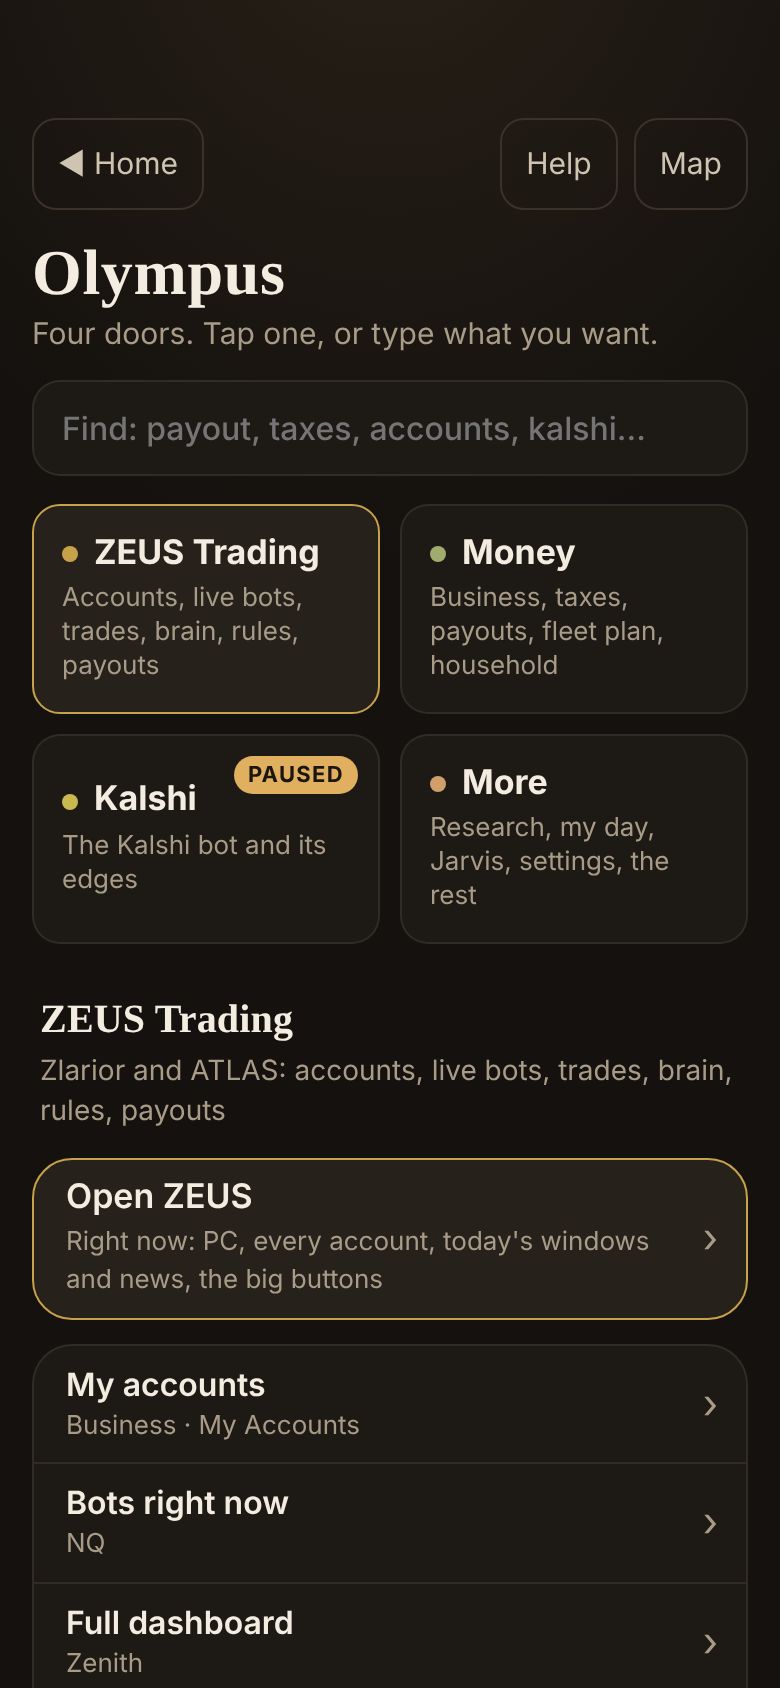 ◀ Home
Help
Map
Olympus
Four doors. Tap one, or type what you want.
Find: payout, taxes, accounts, kalshi...
ZEUS Trading
Accounts, live bots,
trades, brain, rules,
payouts
Money
Business, taxes,
payouts, fleet plan,
household
PAUSED
Kalshi
The Kalshi bot and its
edges
More
Research, my day,
Jarvis, settings, the
rest
ZEUS Trading
Zlarior and ATLAS: accounts, live bots, trades, brain,
rules, payouts
Open ZEUS
Right now: PC, every account, today's windows
and news, the big buttons
›
My accounts
Business · My Accounts
›
Bots right now
NQ
›
Full dashboard
Zenith
›